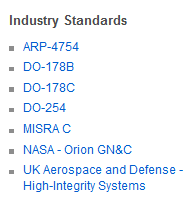 Industry Standards
ARP-4754
DO-178B
DO-178C
DO-254
MISRA C
NASA - Orion GN&C
UK Aerospace and Defense -
High-Integrity Systems